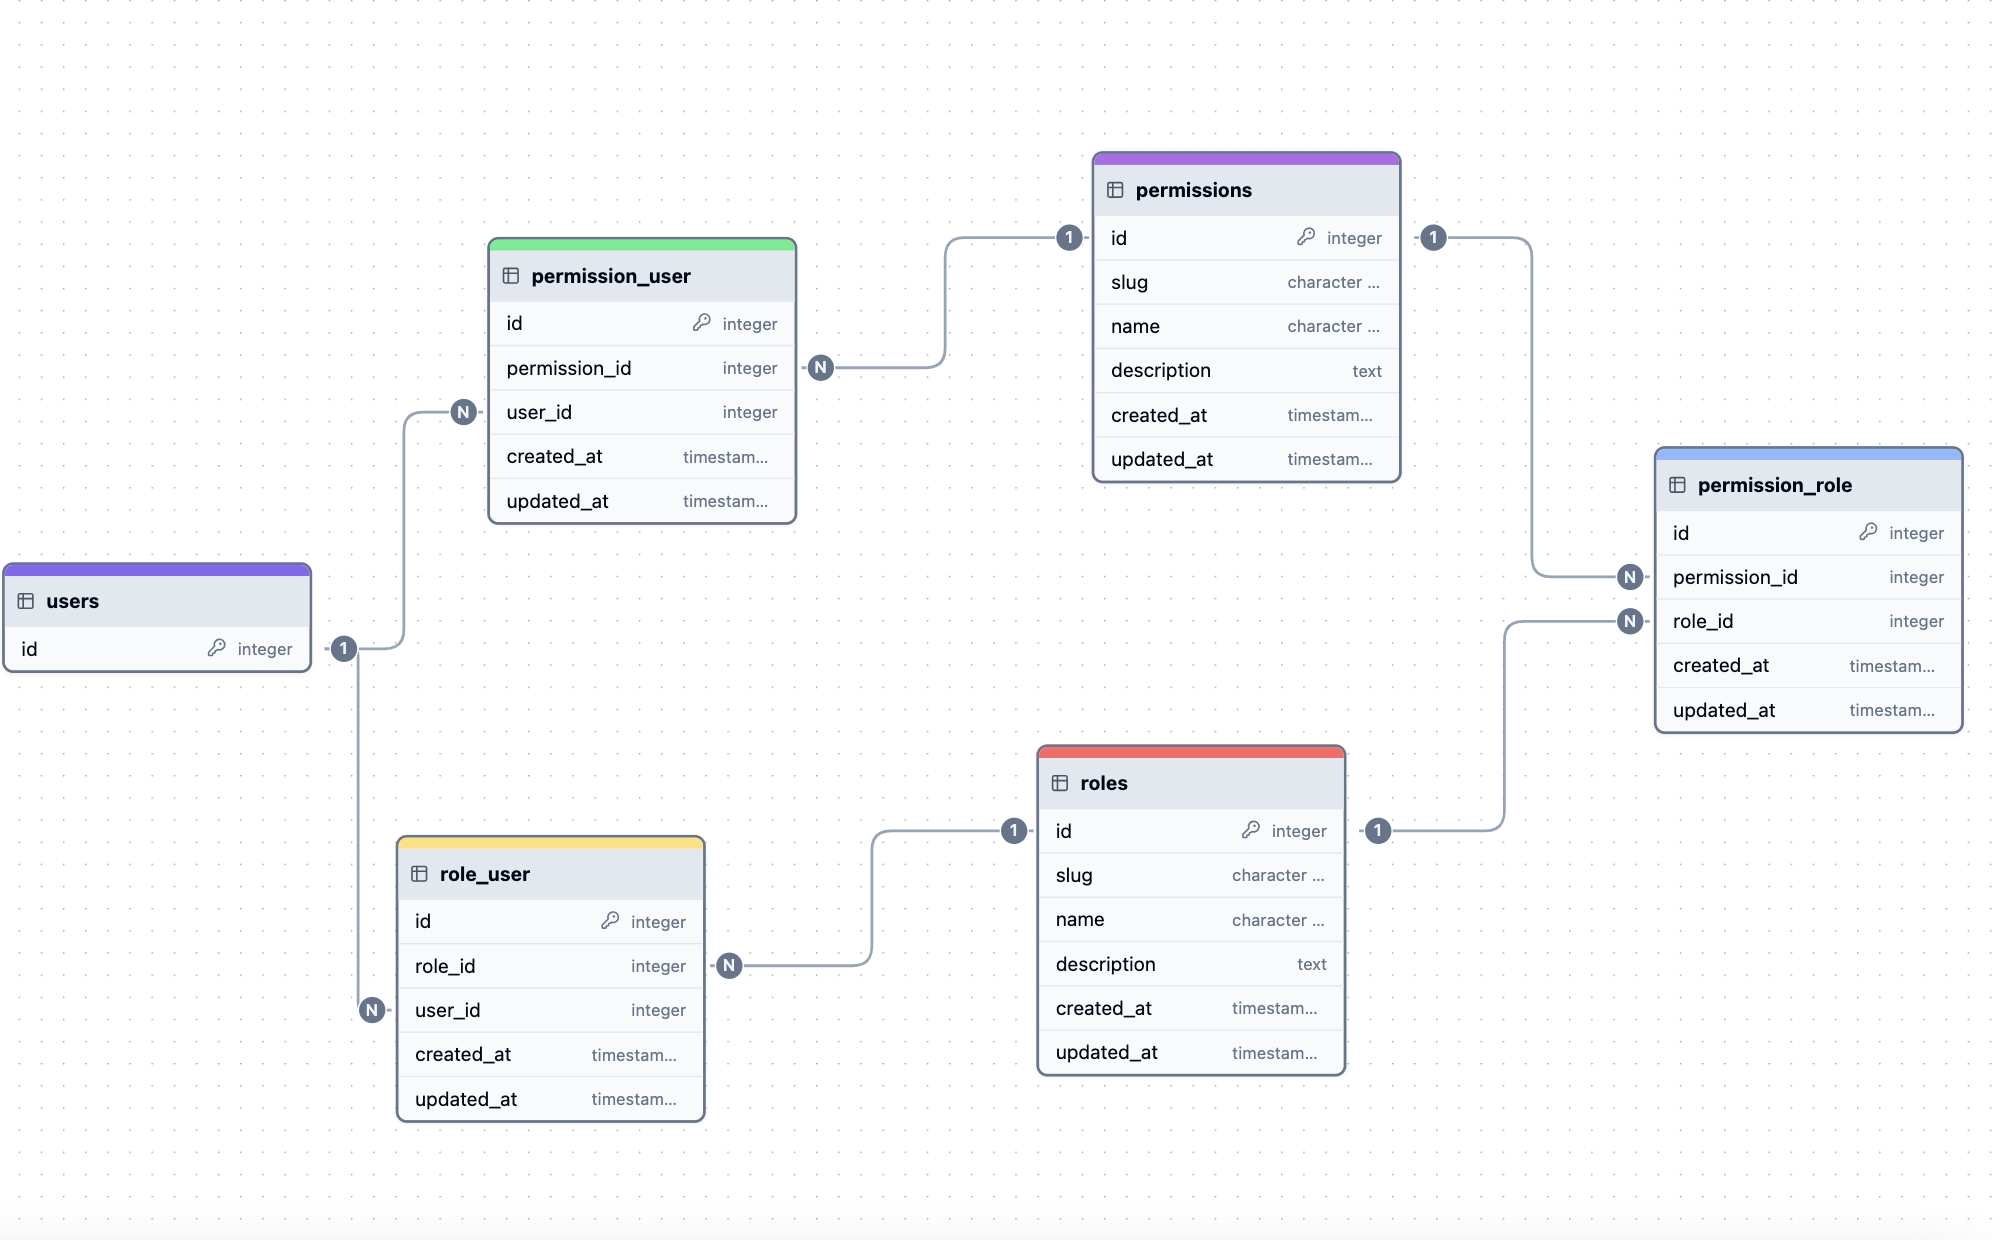 permissions
id integer
slug character ...
name character ...
description text
created_at timestam...
updated_at timestam...
1
1
permission_user
id integer
permission_id integer
user_id integer
created_at timestam...
updated_at timestam...
N
N
permission_role
id integer
permission_id integer
role_id integer
created_at timestam...
updated_at timestam...
N
N
users
id integer
1
roles
id integer
slug character ...
name character ...
description text
created_at timestam...
updated_at timestam...
1
1
role_user
id integer
role_id integer
user_id integer
created_at timestam...
updated_at timestam...
N
N